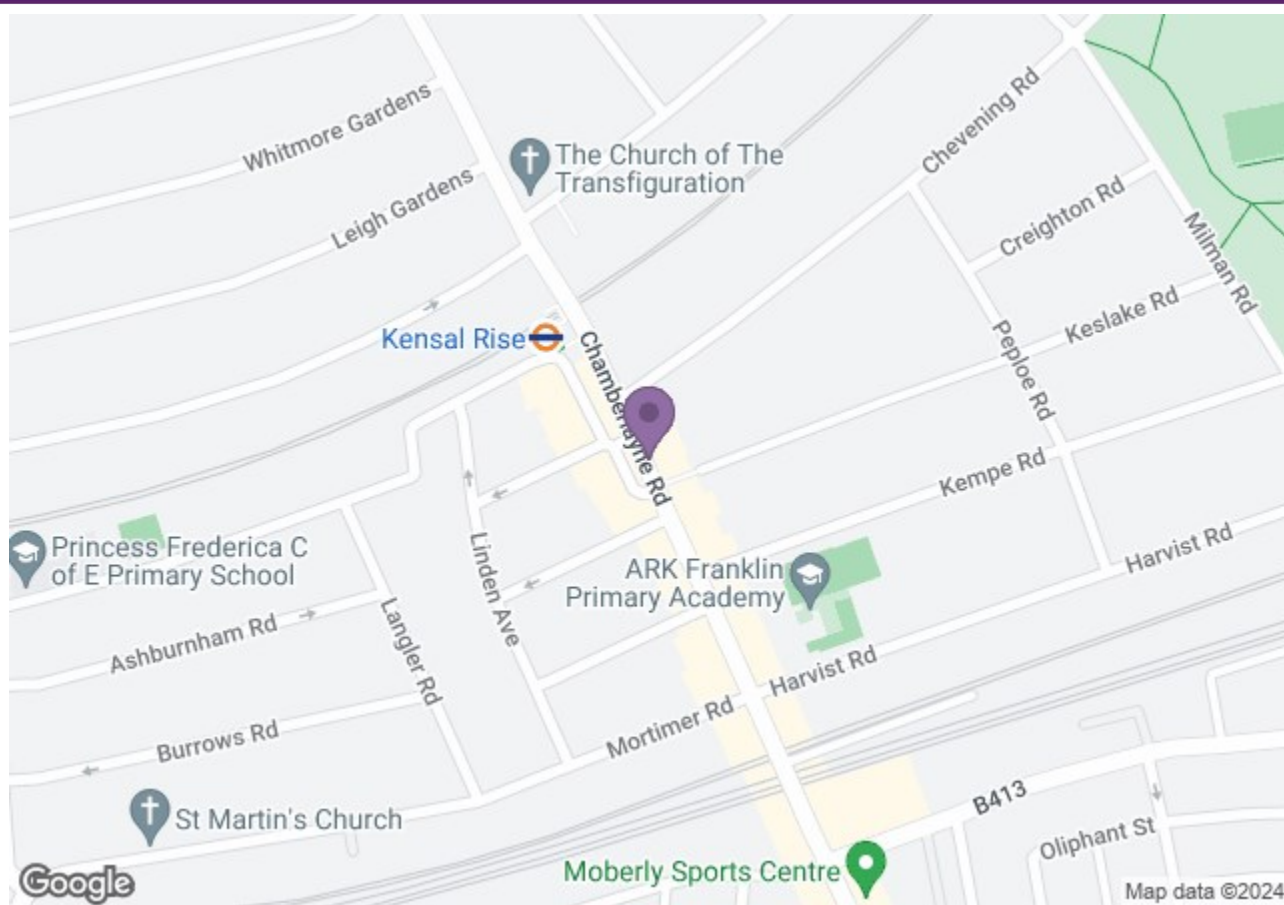 Whitmore Gardens
The Church of The
Transfiguration
Chevening Rd
Leigh Gardens
Creighton Rd
Milman Rd
Kensal Rise
Chamberlayne Rd
Keslake Rd
Peploe Rd
Kempe Rd
Princess Frederica C
of E Primary School
Linden Ave
ARK Franklin
Primary Academy
Harvist Rd
Ashburnham Rd
Langler Rd
Harvist Rd
Mortimer Rd
Burrows Rd
B413
St Martin's Church
Oliphant St
Moberly Sports Centre
Google
Map data ©2024